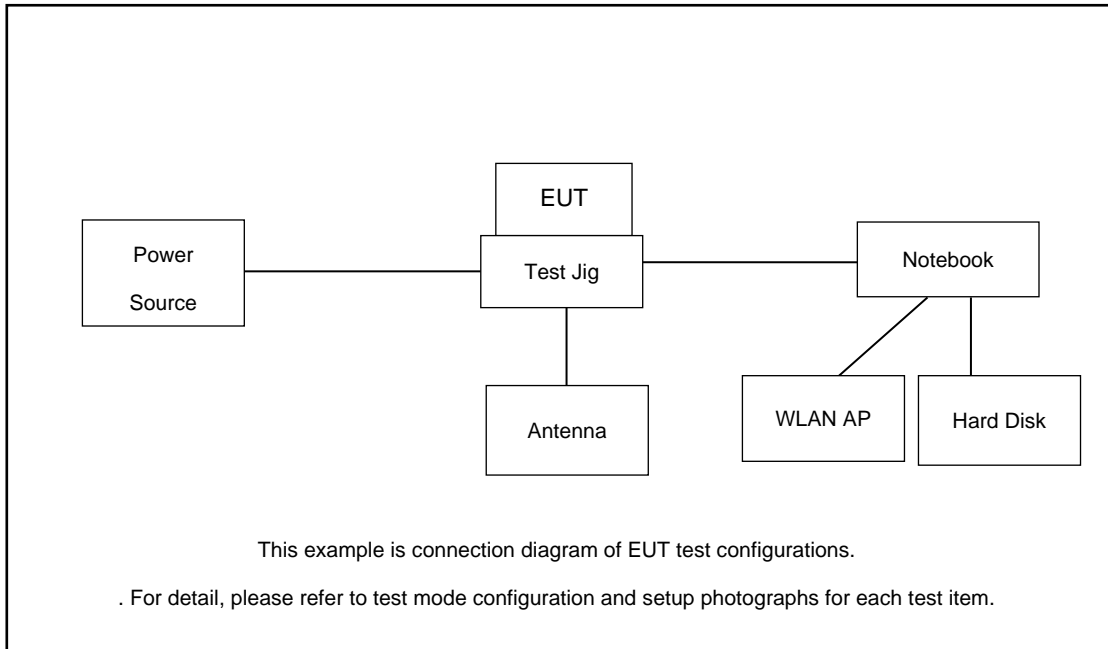 EUT
Power
Source
Test Jig
Notebook
Antenna
WLAN AP
Hard Disk
This example is connection diagram of EUT test configurations.
. For detail, please refer to test mode configuration and setup photographs for each test item.